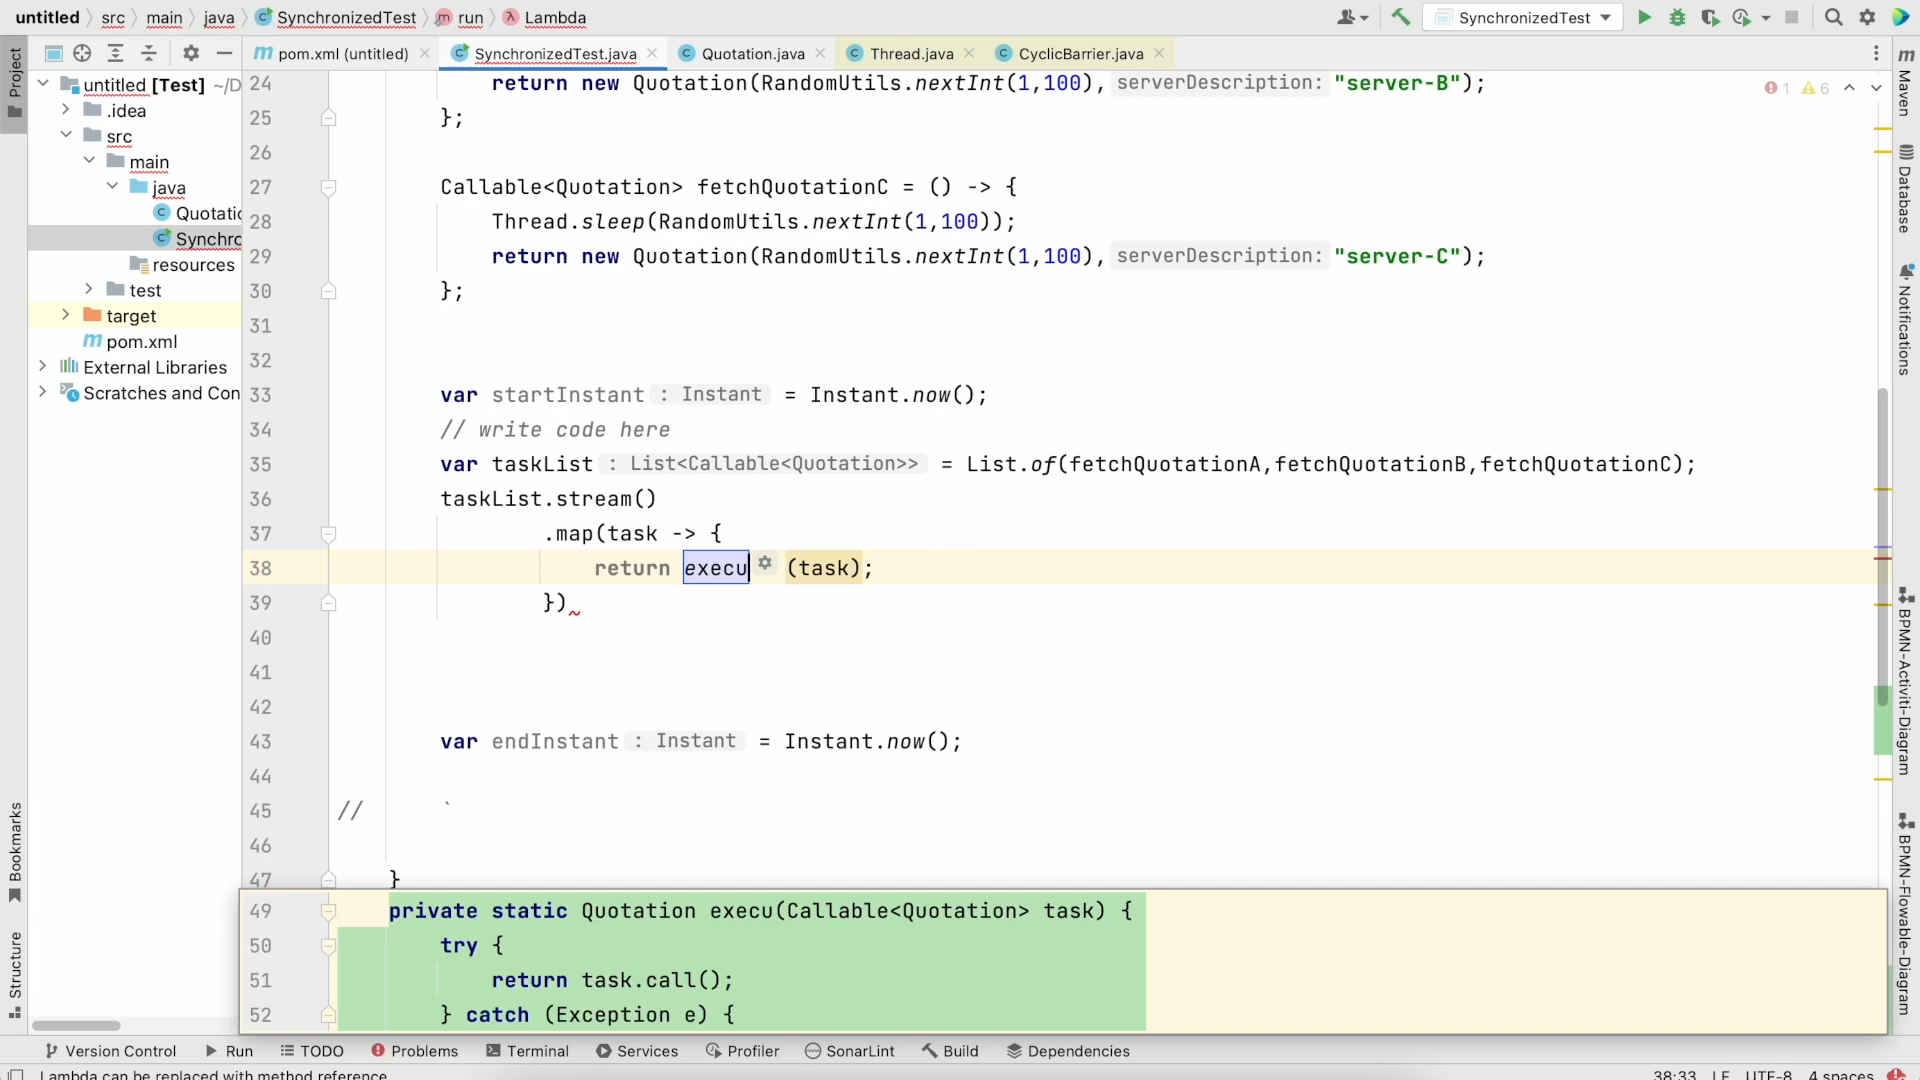 untitled src main java SynchronizedTest run Lambda SynchronizedTest
Project
pom.xml (untitled) SynchronizedTest.java Quotation.java Thread.java CyclicBarrier.java
untitled [Test] ~/D
.idea
src
main
java
Quotatio
Synchro
resources
test
target
pom.xml
External Libraries
Scratches and Con
24 return new Quotation(RandomUtils.nextInt(1,100), serverDescription: "server-B");
1 6
25 };
26
27 Callable<Quotation> fetchQuotationC = () -> {
28 Thread.sleep(RandomUtils.nextInt(1,100));
29 return new Quotation(RandomUtils.nextInt(1,100), serverDescription: "server-C");
30 };
31
32
33 var startInstant : Instant = Instant.now();
34 // write code here
35 var taskList : List<Callable<Quotation>> = List.of(fetchQuotationA,fetchQuotationB,fetchQuotationC);
36 taskList.stream()
37 .map(task -> {
38 return execu (task);
39 })
40
41
42
43 var endInstant : Instant = Instant.now();
44
45 // `
46
47 }
49 private static Quotation execu(Callable<Quotation> task) {
50 try {
51 return task.call();
52 } catch (Exception e) {
Maven
Database
Notifications
BPMN-Activiti-Diagram
BPMN-Flowable-Diagram
Bookmarks
Structure
Version Control Run TODO Problems Terminal Services Profiler SonarLint Build Dependencies
Lambda can be replaced with method reference 38:33 LF UTF-8 4 spaces